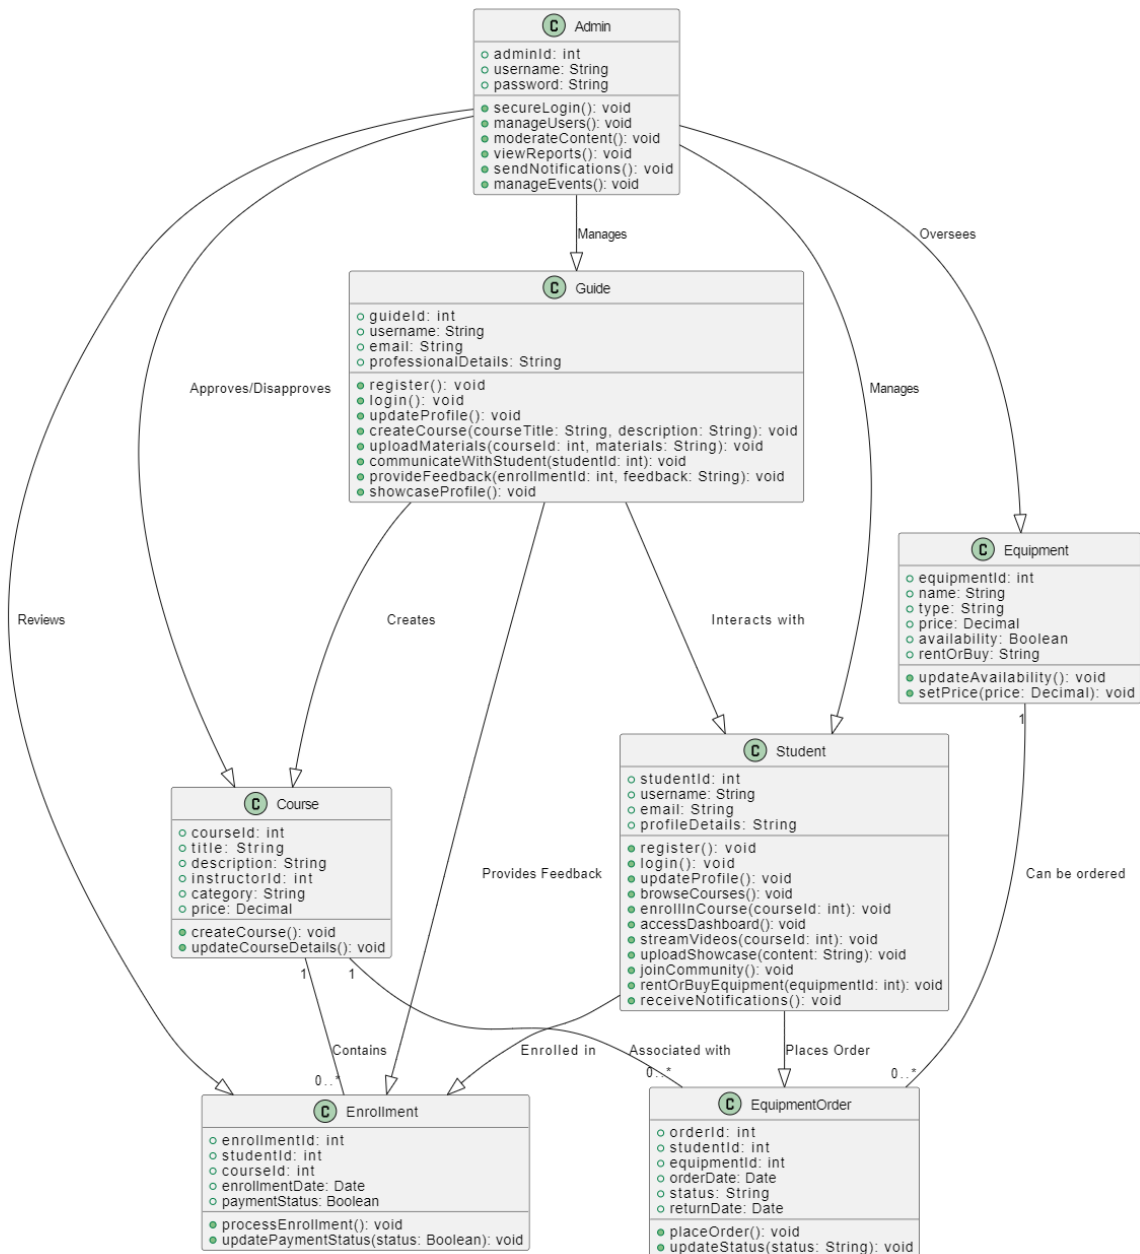 C Admin
adminId: int
username: String
password: String
secureLogin(): void
manageUsers(): void
moderateContent(): void
viewReports(): void
sendNotifications(): void
manageEvents(): void
Manages
Oversees
C Guide
guideId: int
username: String
email: String
professionalDetails: String
register(): void
login(): void
updateProfile(): void
createCourse(courseTitle: String, description: String): void
uploadMaterials(courseId: int, materials: String): void
communicateWithStudent(studentId: int): void
provideFeedback(enrollmentId: int, feedback: String): void
showcaseProfile(): void
Approves/Disapproves
Manages
C Equipment
equipmentId: int
name: String
type: String
price: Decimal
availability: Boolean
rentOrBuy: String
updateAvailability(): void
setPrice(price: Decimal): void
Reviews
Creates
Interacts with
1
C Student
studentId: int
username: String
email: String
profileDetails: String
register(): void
login(): void
updateProfile(): void
browseCourses(): void
enrollInCourse(courseId: int): void
accessDashboard(): void
streamVideos(courseId: int): void
uploadShowcase(content: String): void
joinCommunity(): void
rentOrBuyEquipment(equipmentId: int): void
receiveNotifications(): void
C Course
courseId: int
title: String
description: String
instructorId: int
category: String
price: Decimal
createCourse(): void
updateCourseDetails(): void
Provides Feedback
Can be ordered
1
1
Contains
Enrolled in
Associated with
Places Order
0..*
0..*
0..*
C Enrollment
enrollmentId: int
studentId: int
courseId: int
enrollmentDate: Date
paymentStatus: Boolean
processEnrollment(): void
updatePaymentStatus(status: Boolean): void
C EquipmentOrder
orderId: int
studentId: int
equipmentId: int
orderDate: Date
status: String
returnDate: Date
placeOrder(): void
updateStatus(status: String): void